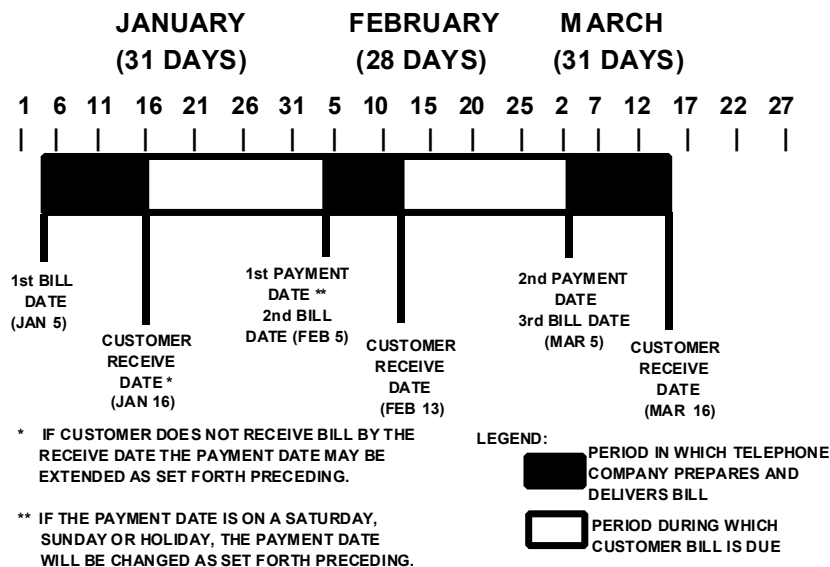 JANUARY FEBRUARY MARCH
(31 DAYS) (28 DAYS) (31 DAYS)
1 6 11 16 21 26 31 5 10 15 20 25 2 7 12 17 22 27
1st BILL
DATE
(JAN 5)
CUSTOMER
RECEIVE
DATE *
(JAN 16)
1st PAYMENT
DATE **
2nd BILL
DATE (FEB 5)
CUSTOMER
RECEIVE
DATE
(FEB 13)
2nd PAYMENT
DATE
3rd BILL DATE
(MAR 5)
CUSTOMER
RECEIVE
DATE
(MAR 16)
* IF CUSTOMER DOES NOT RECEIVE BILL BY THE
RECEIVE DATE THE PAYMENT DATE MAY BE
EXTENDED AS SET FORTH PRECEDING.
** IF THE PAYMENT DATE IS ON A SATURDAY,
SUNDAY OR HOLIDAY, THE PAYMENT DATE
WILL BE CHANGED AS SET FORTH PRECEDING.
LEGEND:
PERIOD IN WHICH TELEPHONE
COMPANY PREPARES AND
DELIVERS BILL
PERIOD DURING WHICH
CUSTOMER BILL IS DUE